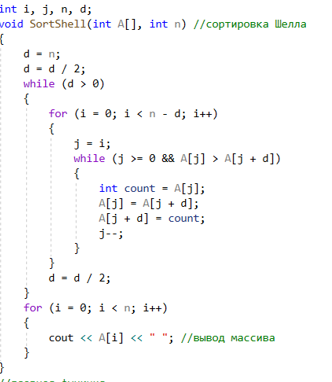 int i, j, n, d;
void SortShell(int A[], int n) //сортировка Шелла
{
d = n;
d = d / 2;
while (d > 0)
{
for (i = 0; i < n - d; i++)
{
j = i;
while (j >= 0 && A[j] > A[j + d])
{
int count = A[j];
A[j] = A[j + d];
A[j + d] = count;
j--;
}
}
d = d / 2;
}
for (i = 0; i < n; i++)
{
cout << A[i] << " "; //вывод массива
}
}